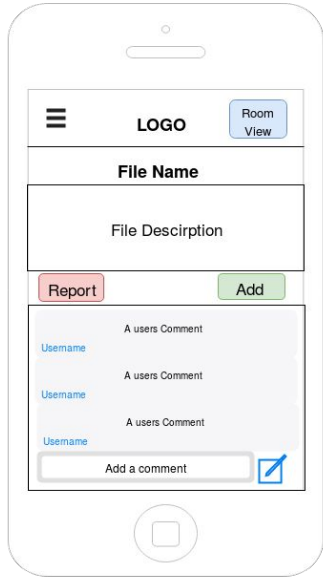 LOGO
Room
View
File Name
File Descirption
Report
Add
A users Comment
Username
A users Comment
Username
A users Comment
Username
Add a comment